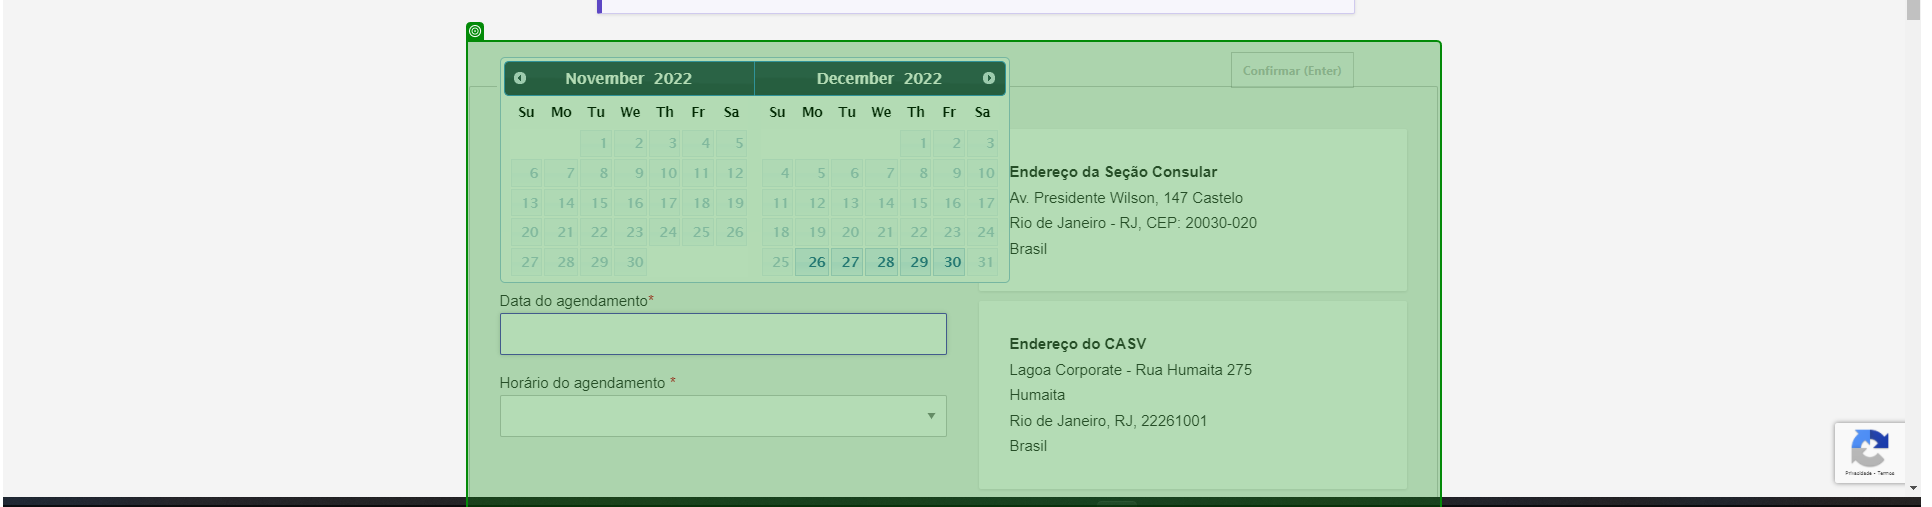 Confirmar (Enter)
November 2022
Su Mo Tu We Th Fr Sa
1 2 3 4 5
6 7 8 9 10 11 12
13 14 15 16 17 18 19
20 21 22 23 24 25 26
27 28 29 30
December 2022
Su Mo Tu We Th Fr Sa
1 2 3
4 5 6 7 8 9 10
11 12 13 14 15 16 17
18 19 20 21 22 23 24
25 26 27 28 29 30 31
Data do agendamento*
Horário do agendamento *
Endereço da Seção Consular
Av. Presidente Wilson, 147 Castelo
Rio de Janeiro - RJ, CEP: 20030-020
Brasil
Endereço do CASV
Lagoa Corporate - Rua Humaita 275
Humaita
Rio de Janeiro, RJ, 22261001
Brasil
Privacidade - Termos